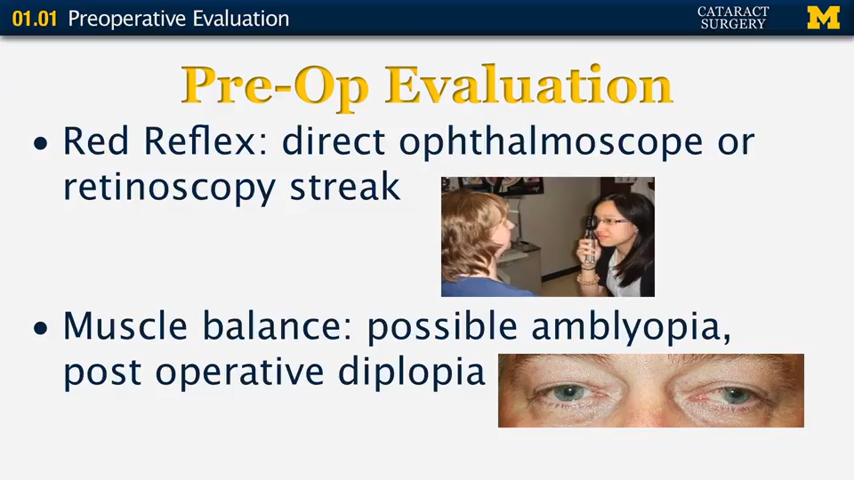 01.01 Preoperative Evaluation
CATARACT
SURGERY
M
Pre-Op Evaluation
• Red Reflex: direct ophthalmoscope or
retinoscopy streak
• Muscle balance: possible amblyopia,
post operative diplopia